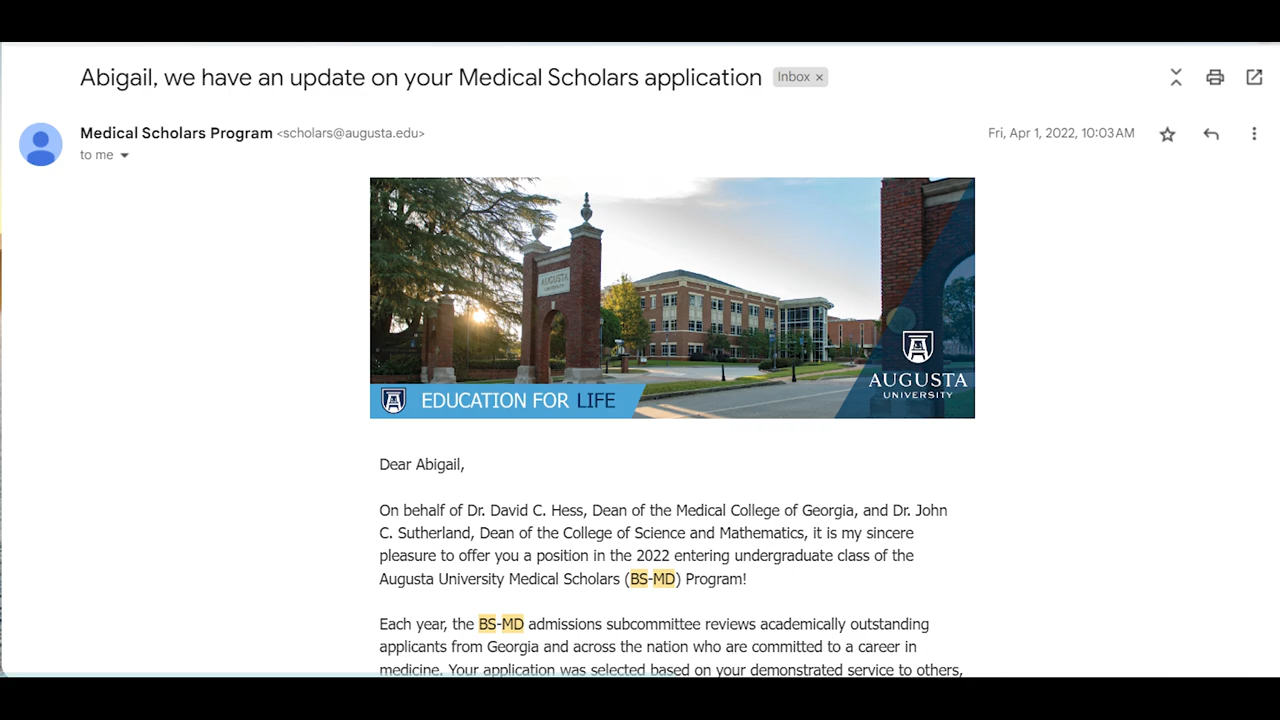 Abigail, we have an update on your Medical Scholars application Inbox ×
Medical Scholars Program <scholars@augusta.edu> Fri, Apr 1, 2022, 10:03 AM
to me
AUGUSTA
UNIVERSITY
AUGUSTA
UNIVERSITY
EDUCATION FOR LIFE
Dear Abigail,
On behalf of Dr. David C. Hess, Dean of the Medical College of Georgia, and Dr. John
C. Sutherland, Dean of the College of Science and Mathematics, it is my sincere
pleasure to offer you a position in the 2022 entering undergraduate class of the
Augusta University Medical Scholars (BS-MD) Program!
Each year, the BS-MD admissions subcommittee reviews academically outstanding
applicants from Georgia and across the nation who are committed to a career in
medicine. Your application was selected based on your demonstrated service to others,